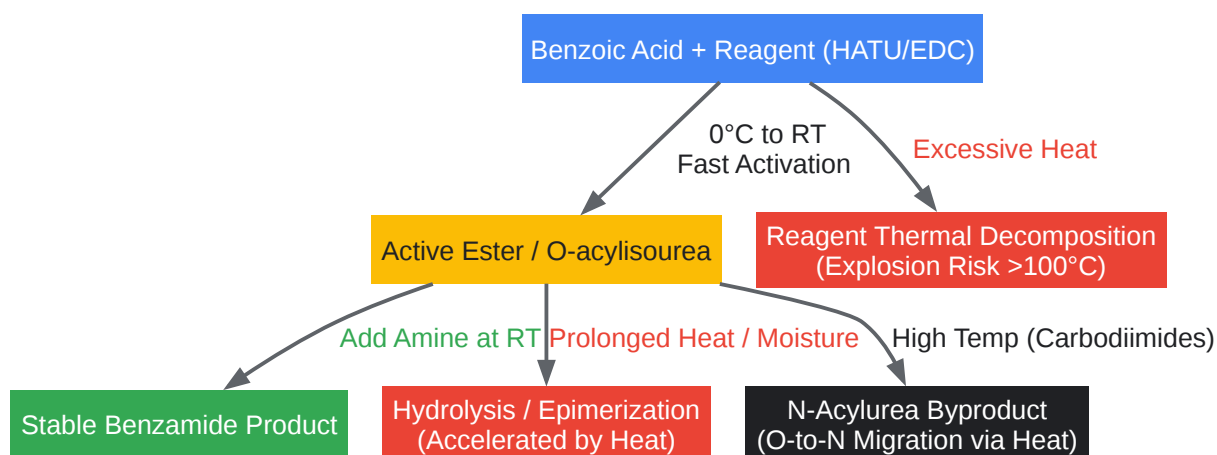 Benzoic Acid + Reagent (HATU/EDC)
0°C to RT
Fast Activation
Excessive Heat
Active Ester / O-acylisourea
Reagent Thermal Decomposition
(Explosion Risk >100°C)
Add Amine at RT
Prolonged Heat / Moisture
High Temp (Carbodiimides)
Stable Benzamide Product
Hydrolysis / Epimerization
(Accelerated by Heat)
N-Acylurea Byproduct
(O-to-N Migration via Heat)